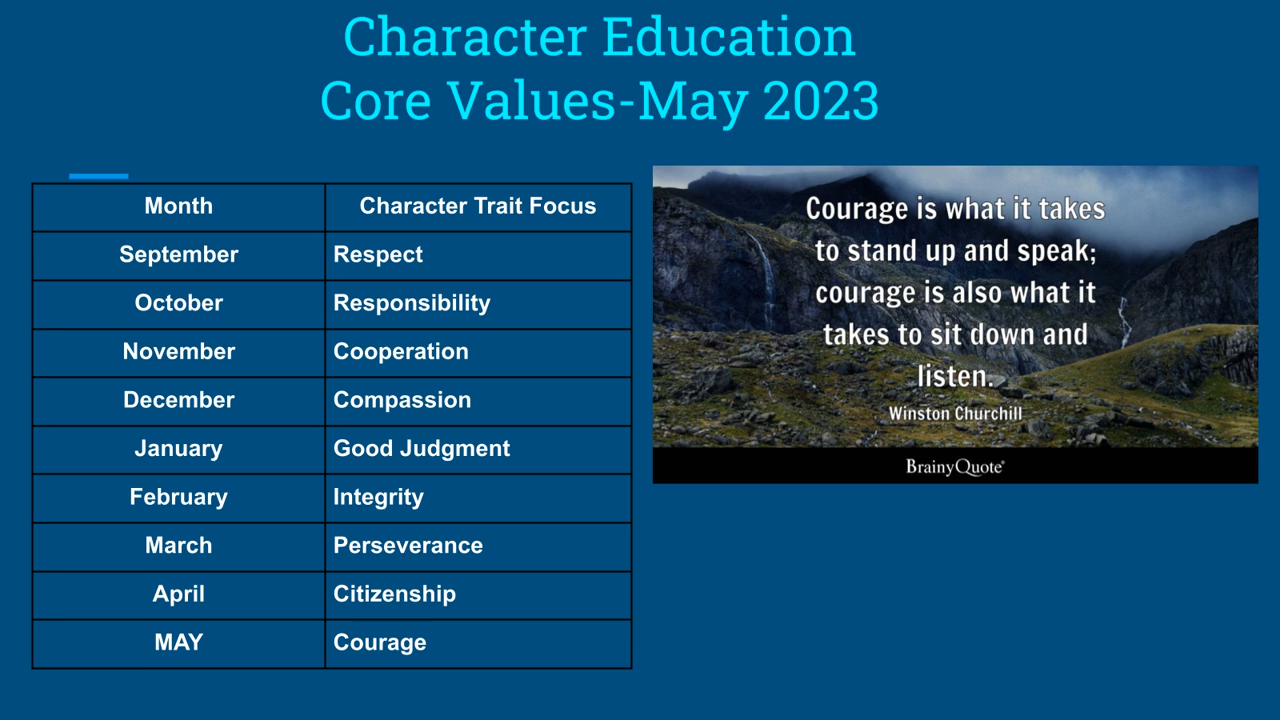 Character Education
Core Values-May 2023
Month Character Trait Focus
September Respect
October Responsibility
November Cooperation
December Compassion
January Good Judgment
February Integrity
March Perseverance
April Citizenship
MAY Courage
Courage is what it takes
to stand up and speak;
courage is also what it
takes to sit down and
listen.
Winston Churchill
BrainyQuote®